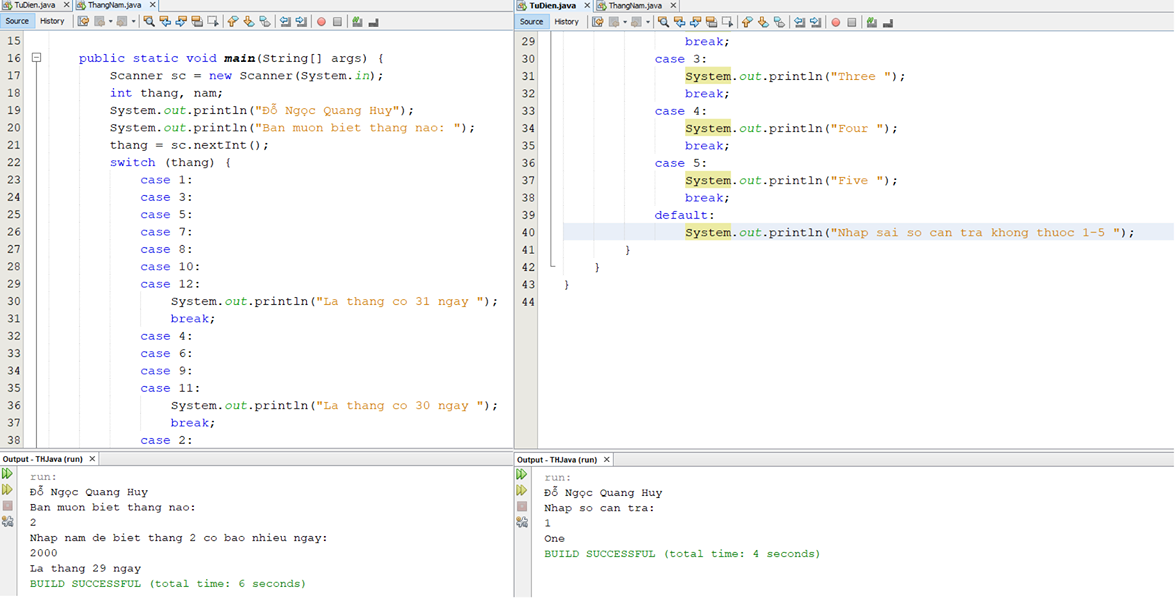 TuDien.java
ThangNam.java
Source
History
15
16 public static void main(String[] args) {
17 Scanner sc = new Scanner(System.in);
18 int thang, nam;
19 System.out.println("Đỗ Ngọc Quang Huy");
20 System.out.println("Ban muon biet thang nao: ");
21 thang = sc.nextInt();
22 switch (thang) {
23 case 1:
24 case 3:
25 case 5:
26 case 7:
27 case 8:
28 case 10:
29 case 12:
30 System.out.println("La thang co 31 ngay ");
31 break;
32 case 4:
33 case 6:
34 case 9:
35 case 11:
36 System.out.println("La thang co 30 ngay ");
37 break;
38 case 2:
Output - THJava (run)
run:
Đỗ Ngọc Quang Huy
Ban muon biet thang nao:
2
Nhap nam de biet thang 2 co bao nhieu ngay:
2000
La thang 29 ngay
BUILD SUCCESSFUL (total time: 6 seconds)
TuDien.java
ThangNam.java
Source
History
29 break;
30 case 3:
31 System.out.println("Three ");
32 break;
33 case 4:
34 System.out.println("Four ");
35 break;
36 case 5:
37 System.out.println("Five ");
38 break;
39 default:
40 System.out.println("Nhap sai so can tra khong thuoc 1-5 ");
41 }
42 }
43 }
44
Output - THJava (run)
run:
Đỗ Ngọc Quang Huy
Nhap so can tra:
1
One
BUILD SUCCESSFUL (total time: 4 seconds)